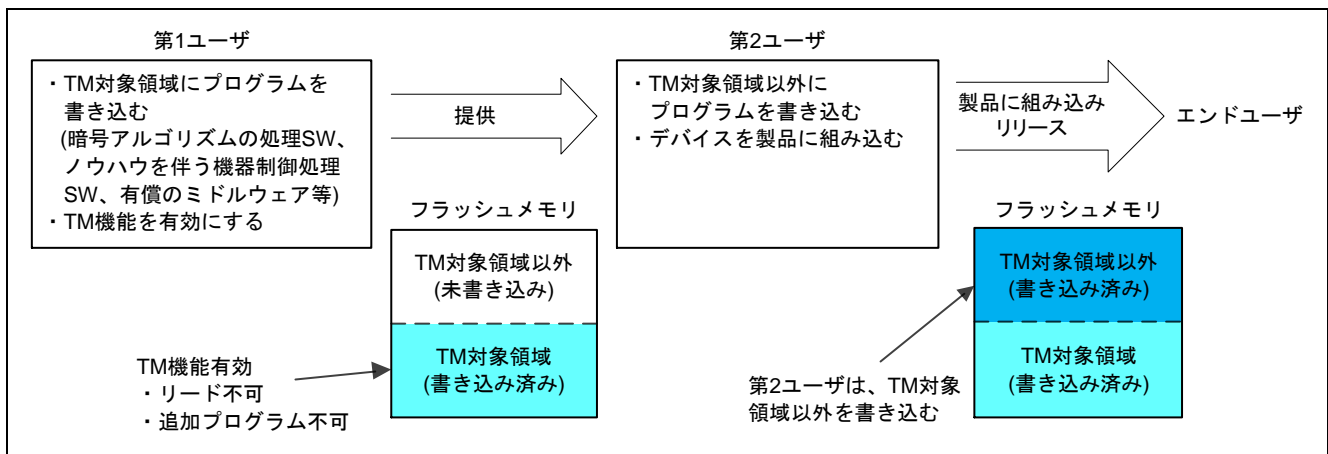 第1ユーザ
・TM対象領域にプログラムを
書き込む
(暗号アルゴリズムの処理SW、
ノウハウを伴う機器制御処理
SW、有償のミドルウェア等)
・TM機能を有効にする
提供
第2ユーザ
・TM対象領域以外に
プログラムを書き込む
・デバイスを製品に組み込む
製品に組み込み
リリース
エンドユーザ
フラッシュメモリ
TM対象領域以外
(未書き込み)
TM対象領域
(書き込み済み)
TM機能有効
・リード不可
・追加プログラム不可
フラッシュメモリ
TM対象領域以外
(書き込み済み)
TM対象領域
(書き込み済み)
第2ユーザは、TM対象
領域以外を書き込む